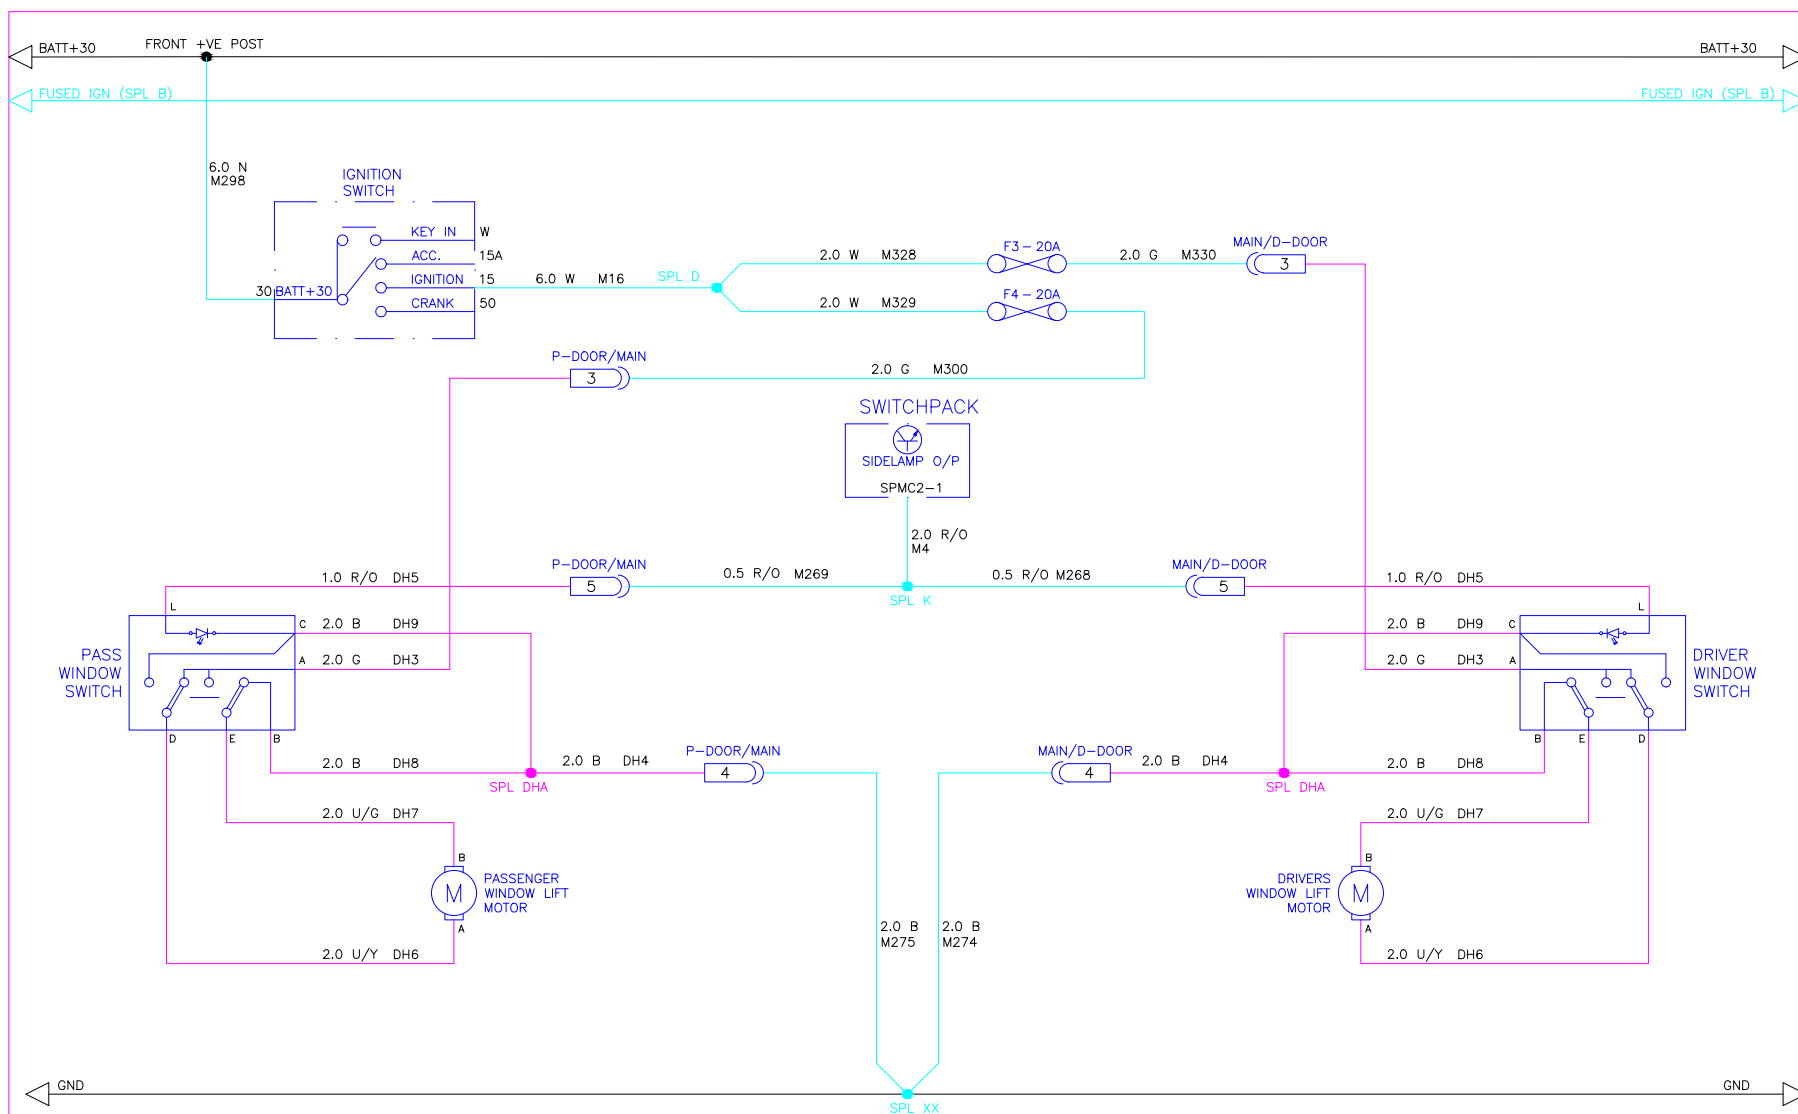 BATT+30
FRONT +VE POST
BATT+30
FUSED IGN (SPL B)
FUSED IGN (SPL B)
6.0 N
M298
IGNITION
SWITCH
KEY IN
W
ACC.
15A
IGNITION
15
CRANK
50
30
BATT+30
6.0 W M16
SPL D
2.0 W M328
F3-20A
2.0 G M330
MAIN/D-DOOR
3
2.0 W M329
F4-20A
P-DOOR/MAIN
3
2.0 G M300
SWITCHPACK
SIDELAMP O/P
SPMC2-1
2.0 R/O
M4
P-DOOR/MAIN
5
0.5 R/O M269
0.5 R/O M268
SPL K
MAIN/D-DOOR
5
1.0 R/O DH5
1.0 R/O DH5
L
C
2.0 B DH9
A
2.0 G DH3
PASS
WINDOW
SWITCH
D
E
B
L
2.0 B DH9
C
2.0 G DH3
A
DRIVER
WINDOW
SWITCH
B
E
D
2.0 B DH8
SPL DHA
2.0 B DH4
P-DOOR/MAIN
4
MAIN/D-DOOR
4
2.0 B DH4
SPL DHA
2.0 B DH8
2.0 U/G DH7
2.0 U/G DH7
B
M
PASSENGER
WINDOW LIFT
MOTOR
A
2.0 U/Y DH6
B
DRIVERS
WINDOW LIFT
MOTOR
M
A
2.0 U/Y DH6
2.0 B
M275
2.0 B
M274
GND
GND
SPL XX